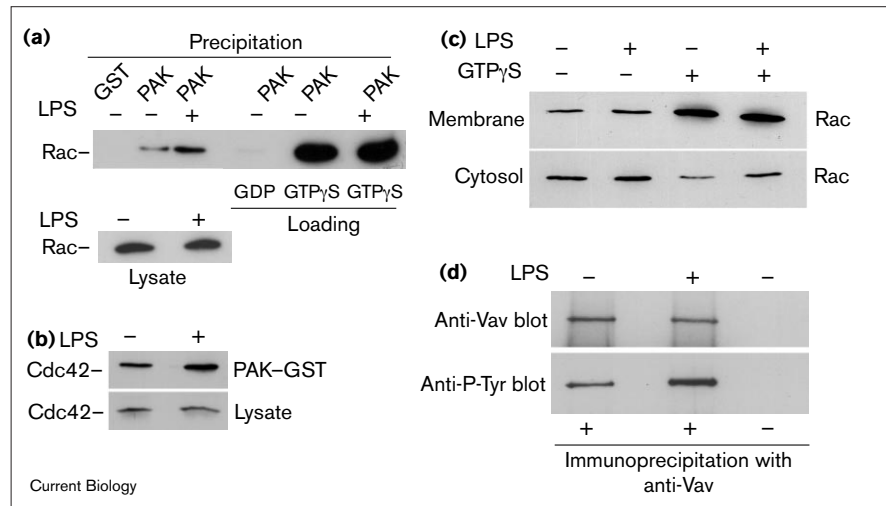 (a)
Precipitation
GST PAK PAK PAK PAK PAK
LPS – – + – – +
Rac–
GDP GTPγS GTPγS
Loading
LPS – +
Rac–
Lysate
(b) LPS – +
Cdc42– PAK–GST
Cdc42– Lysate
(c) LPS – + – +
GTPγS – – + +
Membrane Rac
Cytosol Rac
(d) LPS – + –
Anti-Vav blot
Anti-P-Tyr blot
+ + –
Immunoprecipitation with
anti-Vav
Current Biology